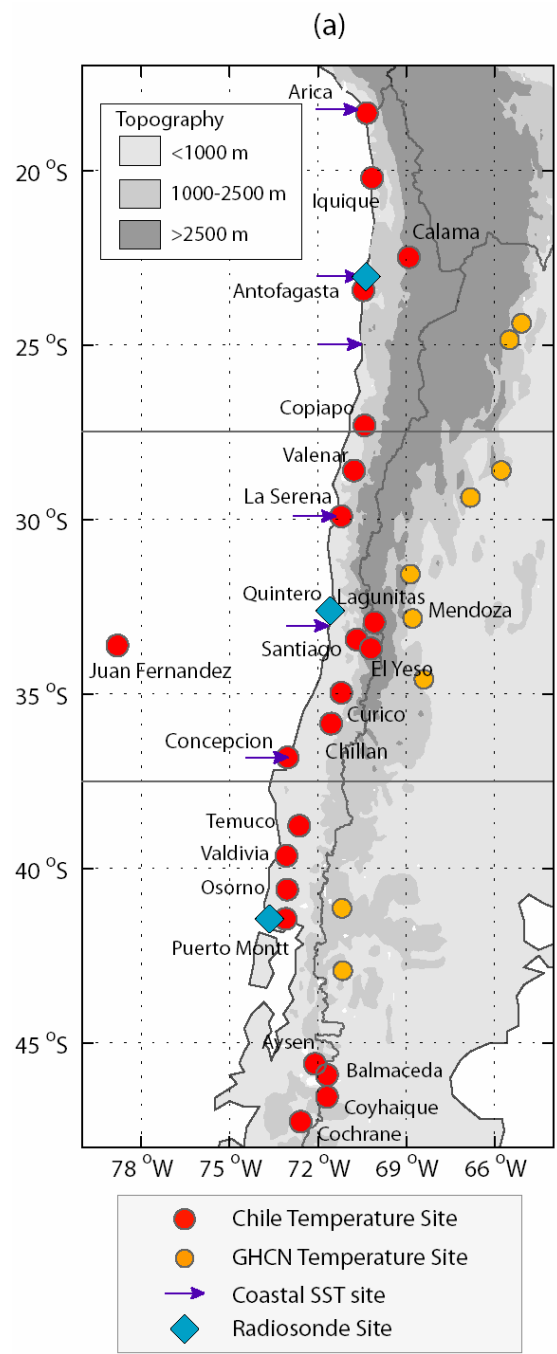 (a)
Arica
Topography
<1000 m
1000-2500 m
>2500 m
20 °S
Iquique
Calama
Antofagasta
25 °S
Copiapo
Valenar
La Serena
30 °S
Quintero
Lagunitas
Mendoza
Santiago
El Yeso
Juan Fernandez
35 °S
Curico
Concepcion
Chillan
Temuco
Valdivia
40 °S
Osorno
Puerto Montt
45 °S
Aysen
Balmaceda
Coyhaique
Cochrane
78 °W 75 °W 72 °W 69 °W 66 °W
Chile Temperature Site
GHCN Temperature Site
Coastal SST site
Radiosonde Site